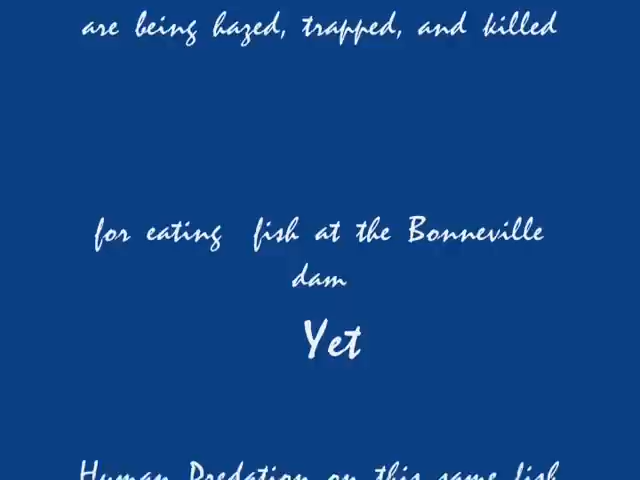 are being hazed, trapped, and killed
for eating fish at the Bonneville
dam
Yet
Human Predation on this same fish